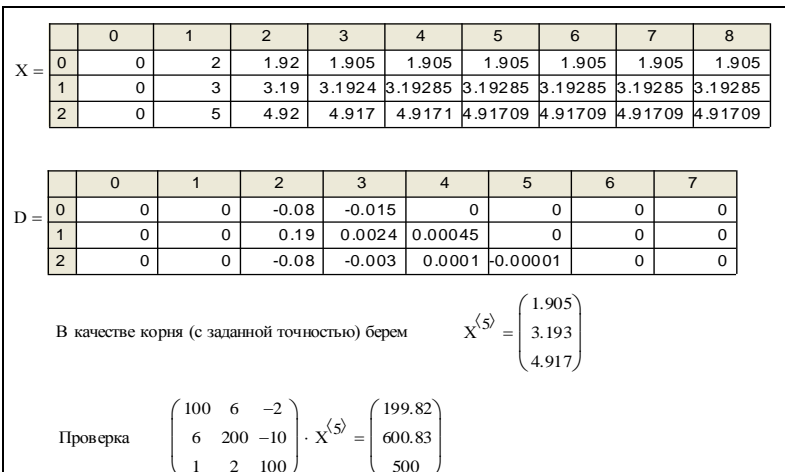 0 1 2 3 4 5 6 7 8
X = 0 0 2 1.92 1.905 1.905 1.905 1.905 1.905 1.905
1 0 3 3.19 3.1924 3.19285 3.19285 3.19285 3.19285 3.19285
2 0 5 4.92 4.917 4.9171 4.91709 4.91709 4.91709 4.91709
0 1 2 3 4 5 6 7
D = 0 0 0 -0.08 -0.015 0 0 0 0
1 0 0 0.19 0.0024 0.00045 0 0 0
2 0 0 -0.08 -0.003 0.0001 -0.00001 0 0
В качестве корня (с заданной точностью) берем X⟨5⟩ = ( 1.905
3.193
4.917 )
Проверка ( 100 6 −2
6 200 −10
1 2 100 ) · X⟨5⟩ = ( 199.82
600.83
500 )